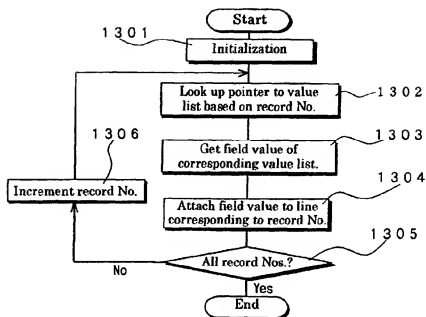 Start
1301
Initialization
Look up pointer to value
list based on record No.
1302
1303
Get field value of
corresponding value list.
1306
Increment record No.
1304
Attach field value to line
corresponding to record No.
1305
All record Nos.?
No
Yes
End